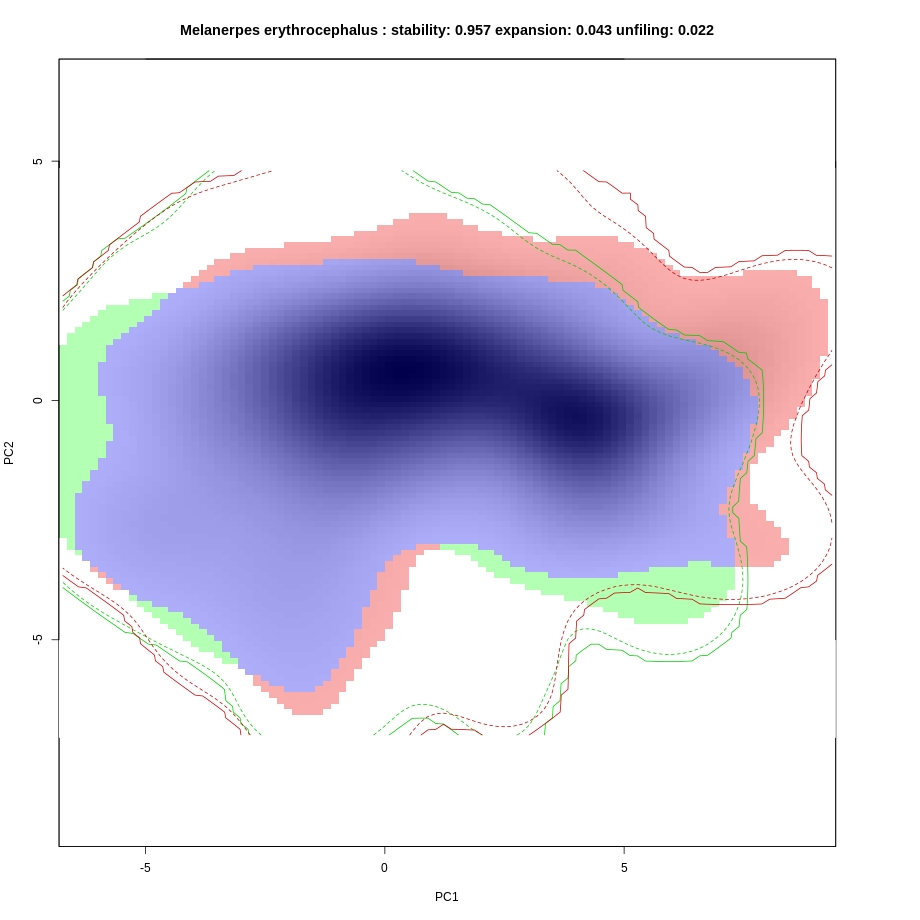 Melanerpes erythrocephalus : stability: 0.957 expansion: 0.043 unfiling: 0.022
5
0
-5
PC2
-5 0 5
PC1